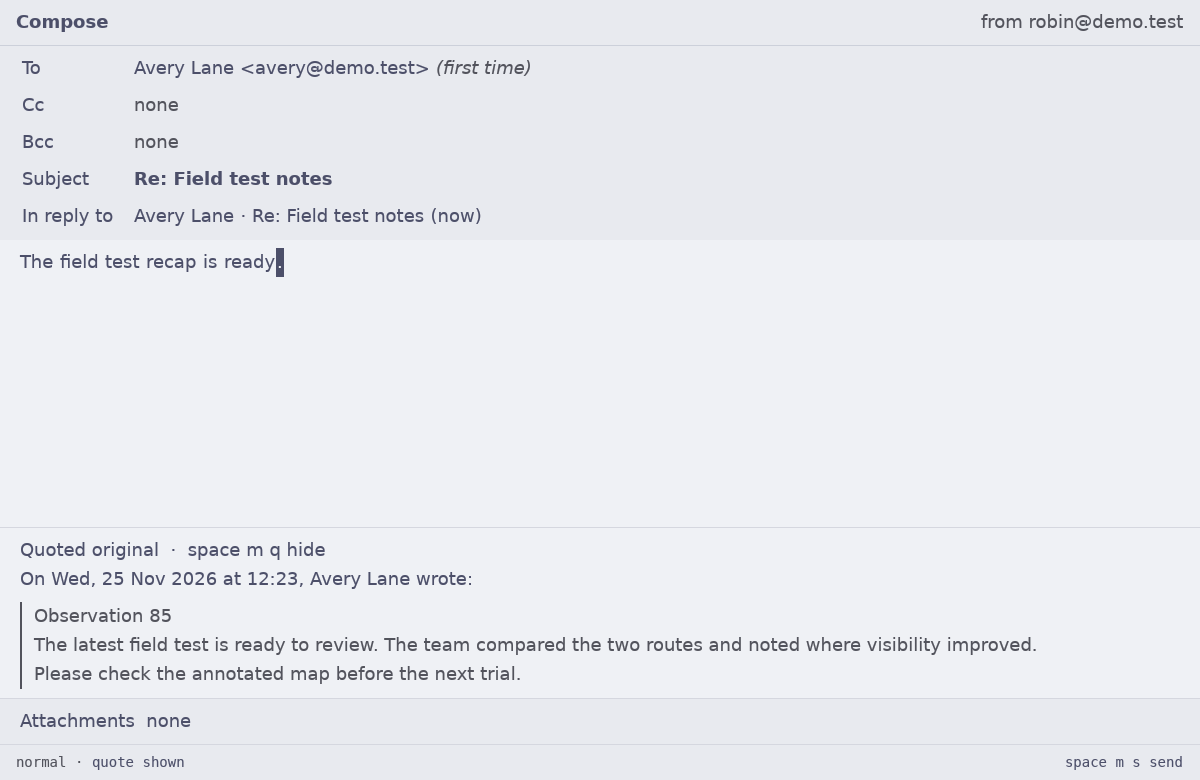 Compose from robin@demo.test
To Avery Lane <avery@demo.test> (first time)
Cc none
Bcc none
Subject Re: Field test notes
In reply to Avery Lane · Re: Field test notes (now)
The field test recap is ready.
Quoted original · space m q hide
On Wed, 25 Nov 2026 at 12:23, Avery Lane wrote:
Observation 85
The latest field test is ready to review. The team compared the two routes and noted where visibility improved.
Please check the annotated map before the next trial.
Attachments none
normal · quote shown space m s send